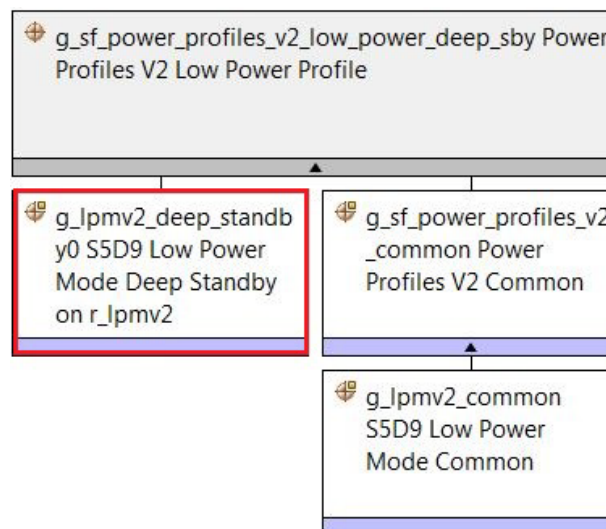 g_sf_power_profiles_v2_low_power_deep_sby Power
Profiles V2 Low Power Profile
g_lpmv2_deep_standb
y0 S5D9 Low Power
Mode Deep Standby
on r_lpmv2
g_sf_power_profiles_v2
_common Power
Profiles V2 Common
g_lpmv2_common
S5D9 Low Power
Mode Common